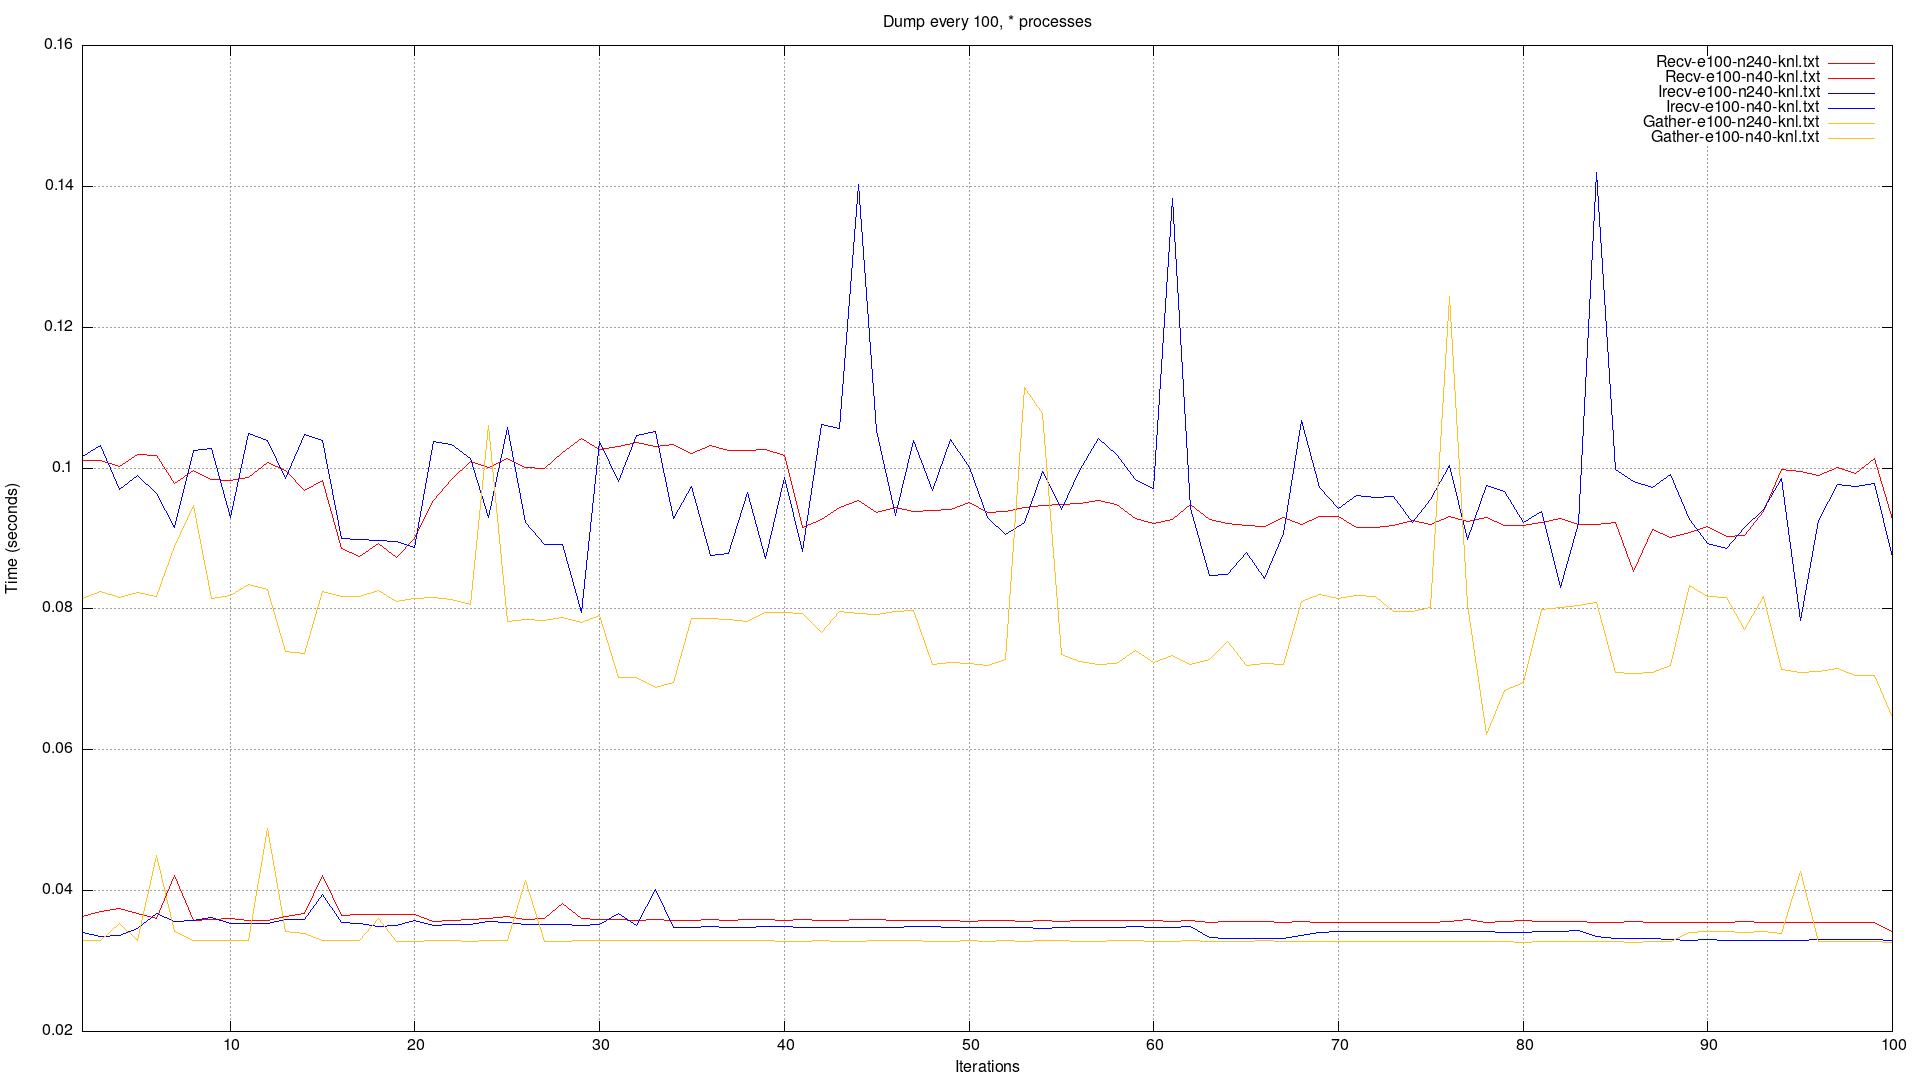 Dump every 100, * processes
0.16
0.14
0.12
0.1
0.08
0.06
0.04
0.02
Time (seconds)
Recv-e100-n240-knl.txt
Recv-e100-n40-knl.txt
Irecv-e100-n240-knl.txt
Irecv-e100-n40-knl.txt
Gather-e100-n240-knl.txt
Gather-e100-n40-knl.txt
10 20 30 40 50 60 70 80 90 100
Iterations